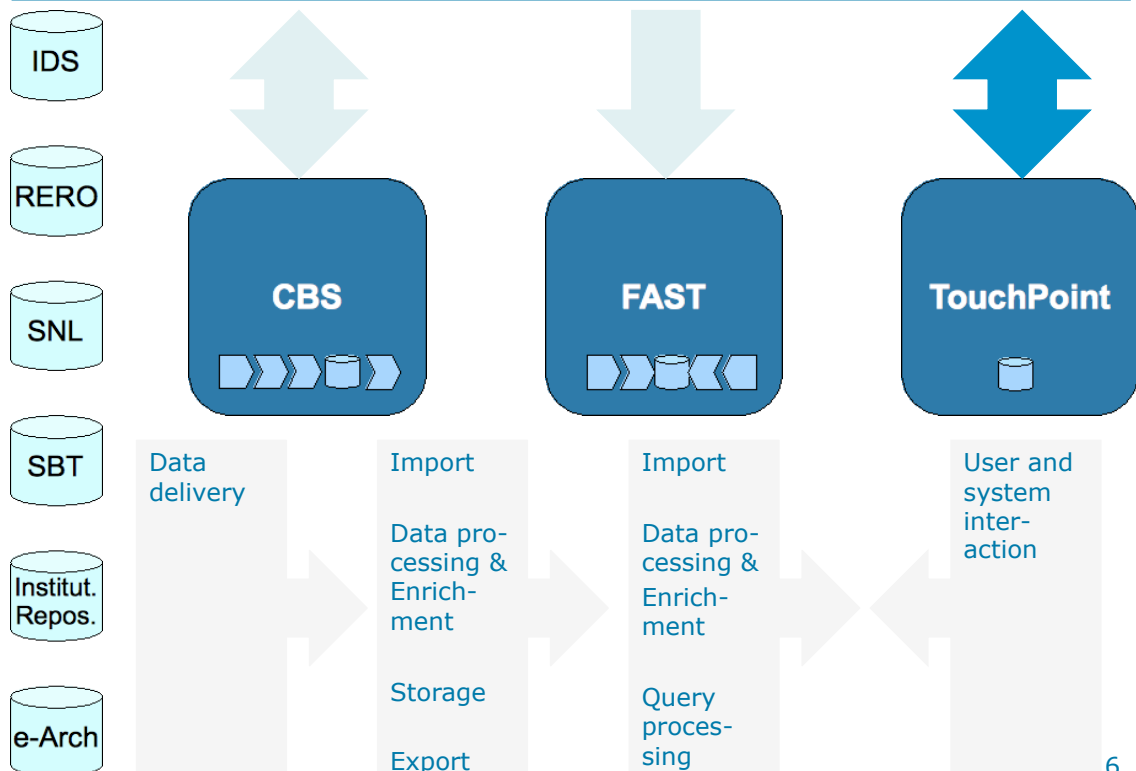 IDS
RERO
SNL
SBT
Institut.
Repos.
e-Arch
CBS
FAST
TouchPoint
Data
delivery
Import
Data pro-
cessing &
Enrich-
ment
Storage
Export
Import
Data pro-
cessing &
Enrich-
ment
Query
proces-
sing
User and
system
inter-
action
6